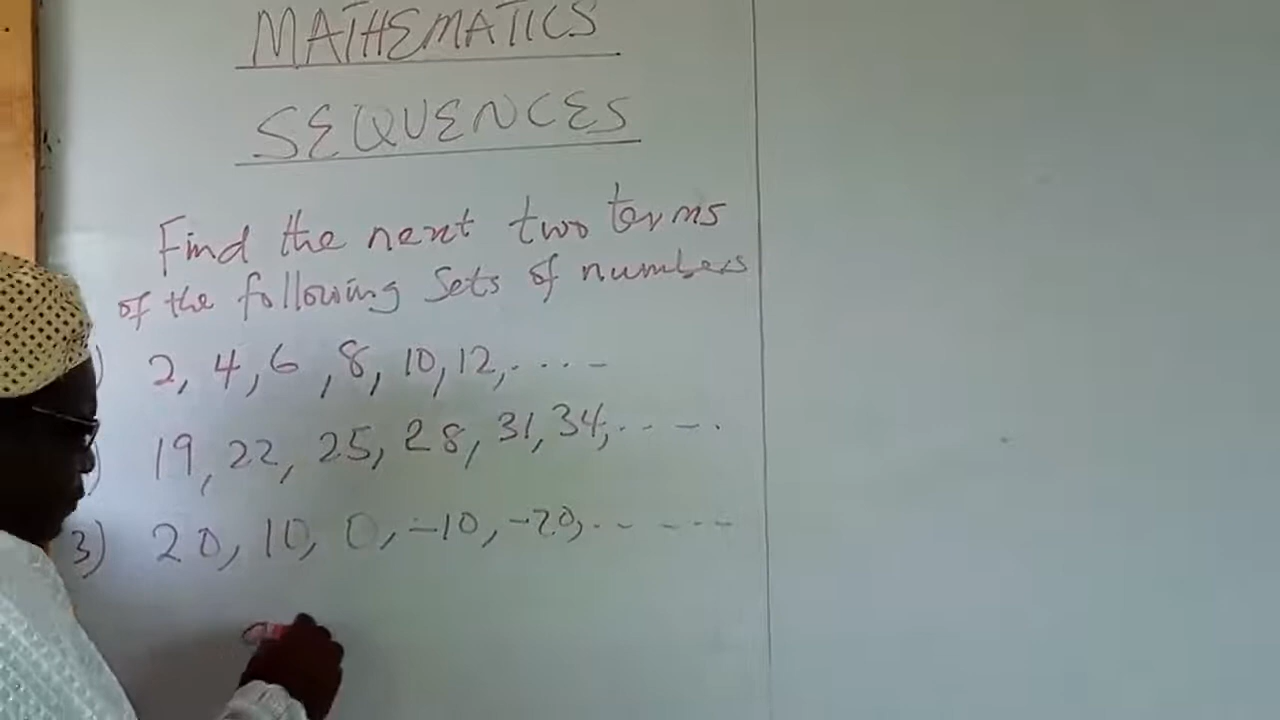 MATHEMATICS
SEQUENCES
Find the next two terms
of the following Sets of numbers
) 2, 4, 6, 8, 10, 12, . . . -
) 19, 22, 25, 28, 31, 34, . - - - .
3) 20, 10, 0, -10, -20, . - - - - -